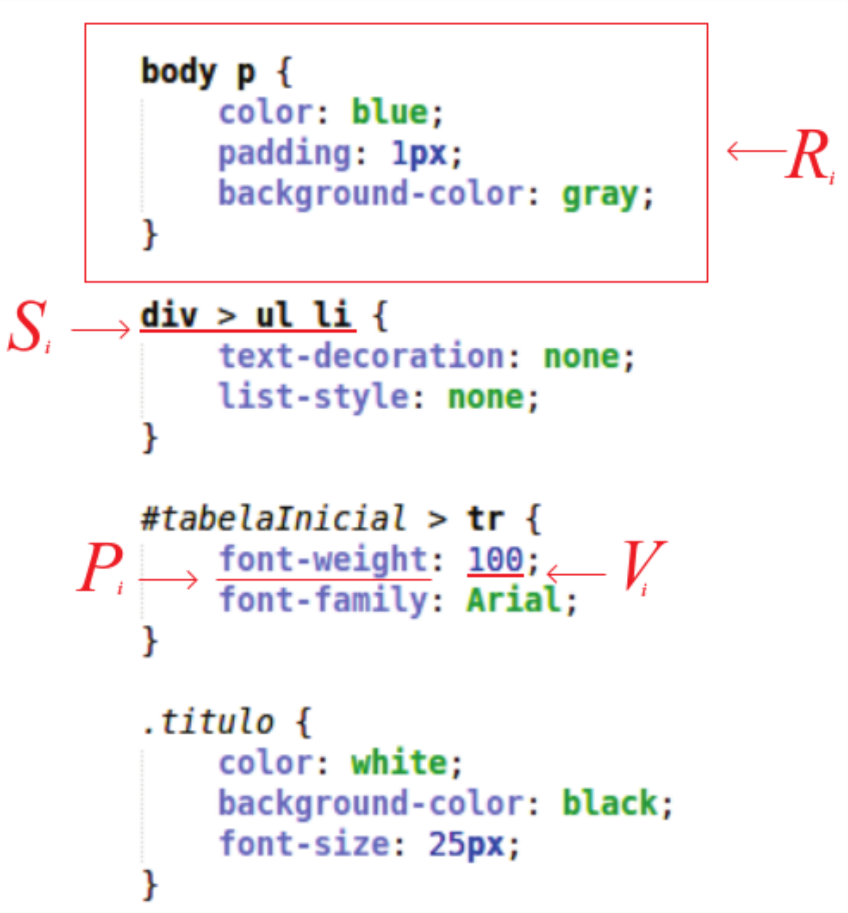 body p {
color: blue;
padding: 1px;
background-color: gray;
}
Ri
div > ul li {
Si
text-decoration: none;
list-style: none;
}
#tabelaInicial > tr {
font-weight: 100;
Pi
Vi
font-family: Arial;
}
.titulo {
color: white;
background-color: black;
font-size: 25px;
}